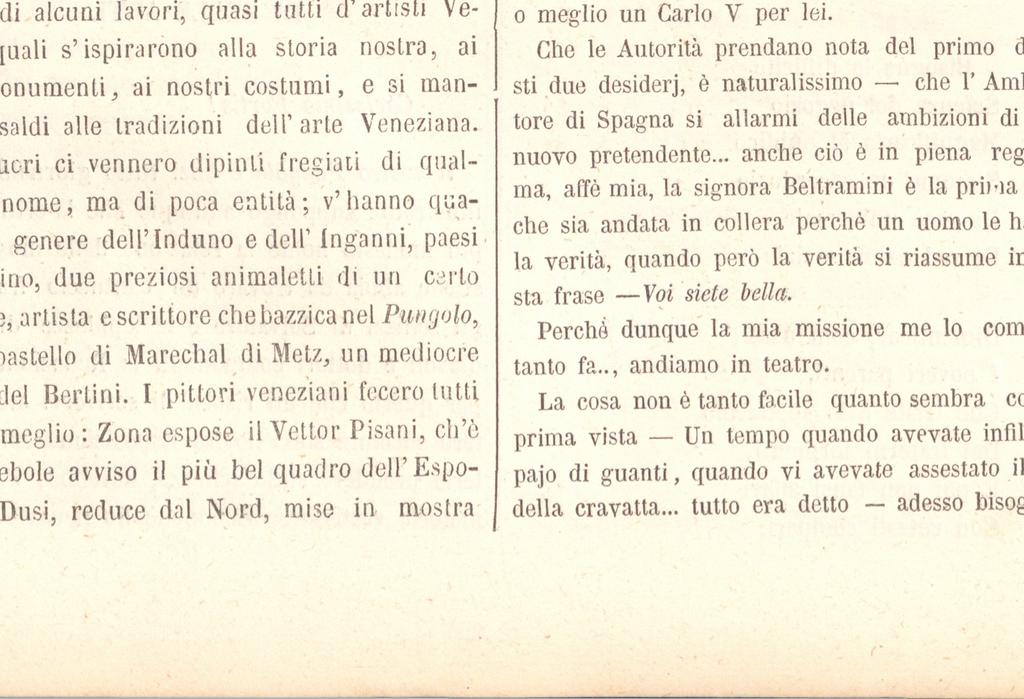 di alcuni lavori, quasi tutti d'artisti Ve-
quali s'ispirarono alla storia nostra, ai
onumenti, ai nostri costumi, e si man-
saldi alle tradizioni dell'arte Veneziana.
ucri ci vennero dipinti fregiati di qual-
nome, ma di poca entità; v'hanno qua-
genere dell'Induno e dell' Inganni, paesi
ino, due preziosi animaletti di un certo
e, artista e scrittore che bazzica nel Pungolo,
pastello di Marechal di Metz, un mediocre
del Bertini. I pittori veneziani fecero tutti
meglio: Zona espose il Vettor Pisani, ch'è
ebole avviso il più bel quadro dell'Espo-
Dusi, reduce dal Nord, mise in mostra
o meglio un Carlo V per lei.
Che le Autorità prendano nota del primo d
sti due desiderj, è naturalissimo — che l'Aml
tore di Spagna si allarmi delle ambizioni di
nuovo pretendente... anche ciò è in piena reg
ma, affè mia, la signora Beltramini è la prima
che sia andata in collera perchè un uomo le h
la verità, quando però la verità si riassume in
sta frase —Voi siete bella.
Perchè dunque la mia missione me lo com
tanto fa.., andiamo in teatro.
La cosa non è tanto facile quanto sembra co
prima vista — Un tempo quando avevate infil
pajo di guanti, quando vi avevate assestato il
della cravatta... tutto era detto — adesso bisog